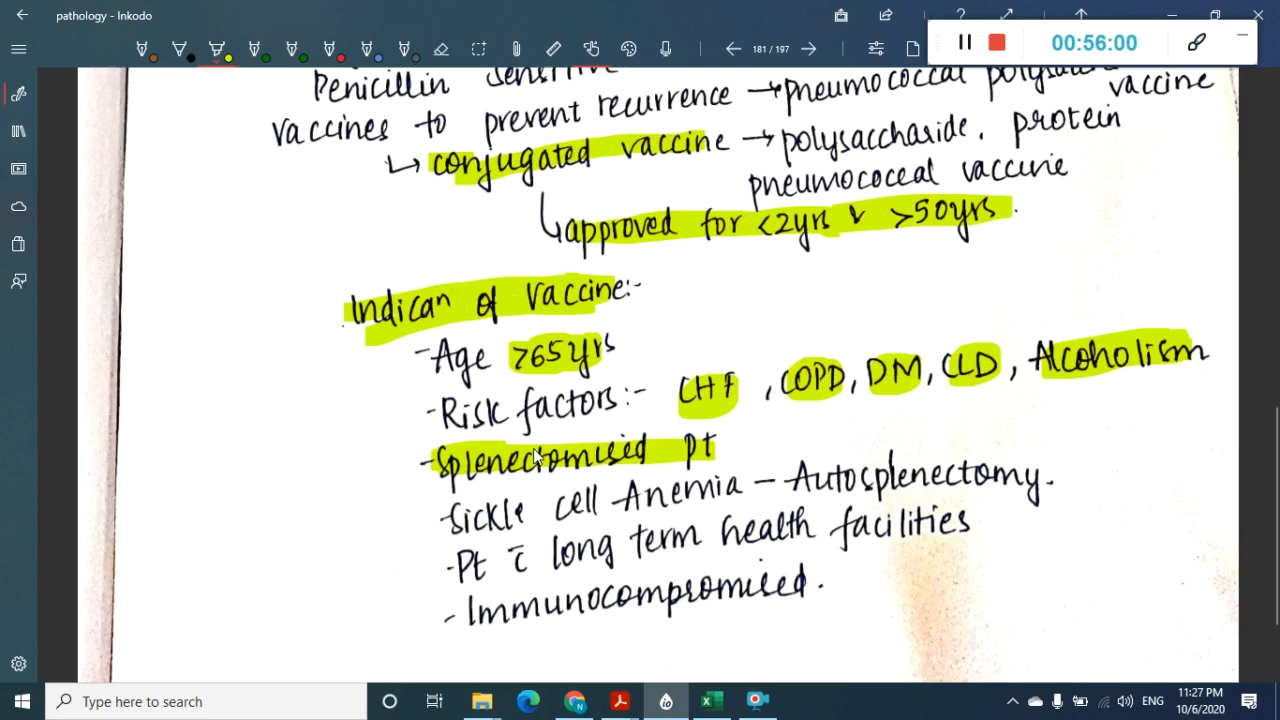 pathology - Inkodo
181 / 197
00:56:00
Penicillin sensitive
vaccines to prevent recurrence → pneumococcal
vaccine
↳ conjugated vaccine → polysaccharide . protein
pneumococcal vaccine
↳ approved for <2yrs & >50yrs .
Indican of Vaccine:-
- Age >65yrs
- Risk factors :- CHF , COPD, DM, CLD, Alcoholism
- Splenectomised pt
- Sickle cell Anemia - Autosplenectomy.
- Pt c̄ long term health facilities
- Immunocompromised.
Type here to search
ENG
11:27 PM
10/6/2020